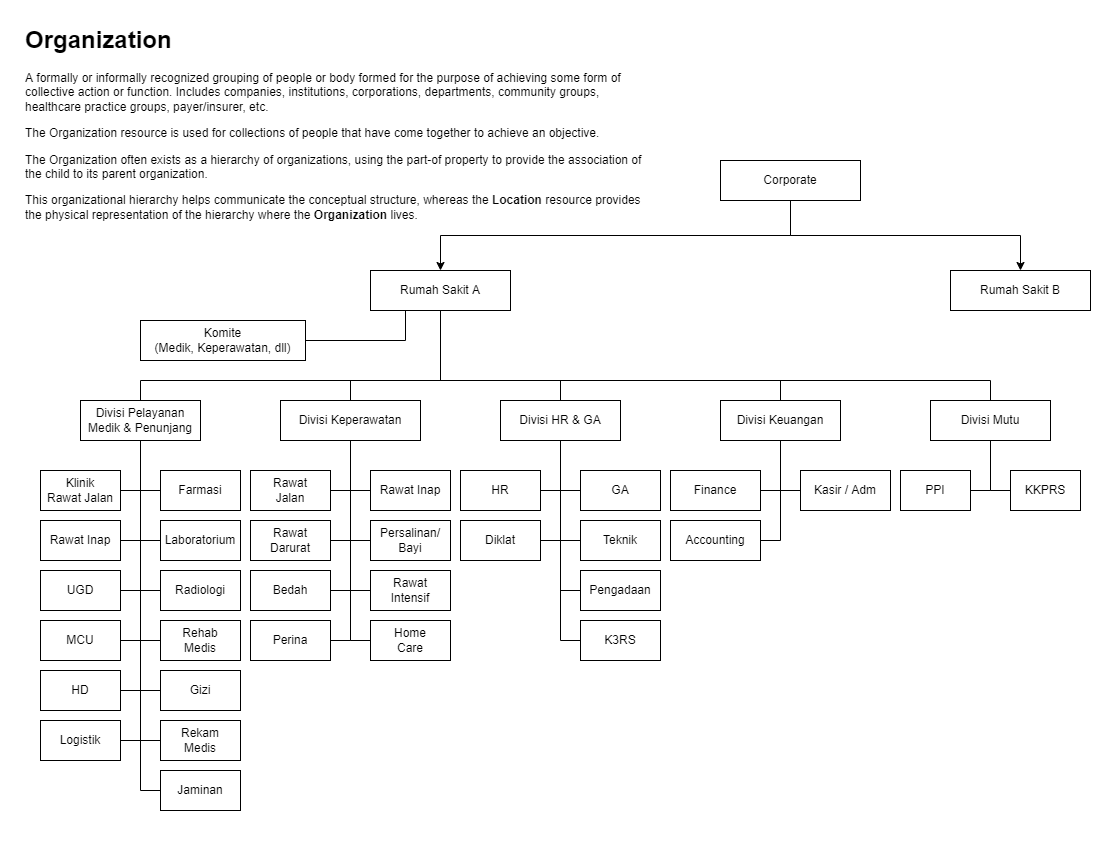 Organization
A formally or informally recognized grouping of people or body formed for the purpose of achieving some form of
collective action or function. Includes companies, institutions, corporations, departments, community groups,
healthcare practice groups, payer/insurer, etc.
The Organization resource is used for collections of people that have come together to achieve an objective.
The Organization often exists as a hierarchy of organizations, using the part-of property to provide the association of
the child to its parent organization.
This organizational hierarchy helps communicate the conceptual structure, whereas the Location resource provides
the physical representation of the hierarchy where the Organization lives.
Corporate
Rumah Sakit A
Rumah Sakit B
Komite
(Medik, Keperawatan, dll)
Divisi Pelayanan
Medik & Penunjang
Divisi Keperawatan
Divisi HR & GA
Divisi Keuangan
Divisi Mutu
Klinik
Rawat Jalan
Farmasi
Rawat
Jalan
Rawat Inap
HR
GA
Finance
Kasir / Adm
PPI
KKPRS
Rawat Inap
Laboratorium
Rawat
Darurat
Persalinan/
Bayi
Diklat
Teknik
Accounting
UGD
Radiologi
Bedah
Rawat
Intensif
Pengadaan
MCU
Rehab
Medis
Perina
Home
Care
K3RS
HD
Gizi
Logistik
Rekam
Medis
Jaminan